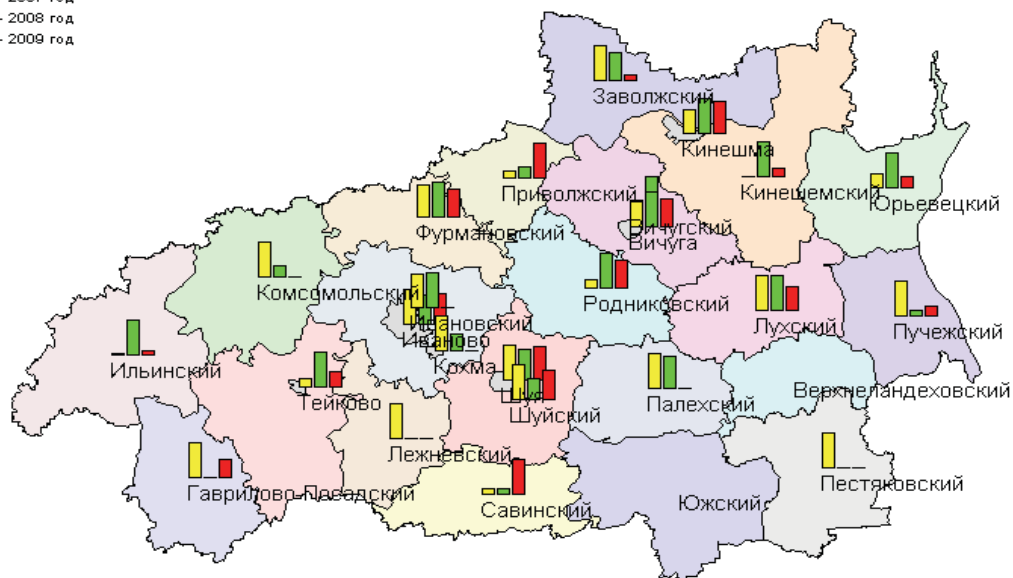 - 2008 год
- 2009 год
Заволжский
Кинешма
Приволжский
Кинешемский
Юрьевецкий
Фурмановский
Вичугский
Вичуга
Комсомольский
Родниковский
Ивановский
Иваново
Лухский
Пучежский
Кохма
Ильинский
Верхнеландеховский
Тейково
Шуйский
Палехский
Лежневский
Пестяковский
Гаврилово-Посадский
Савинский
Южский